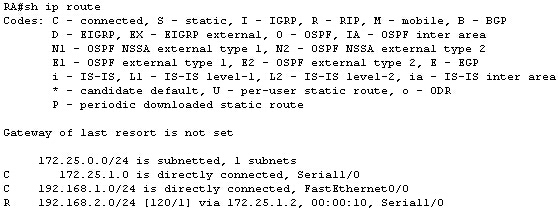 RA#sh ip route
Codes: C - connected, S - static, I - IGRP, R - RIP, M - mobile, B - BGP
D - EIGRP, EX - EIGRP external, O - OSPF, IA - OSPF inter area
N1 - OSPF NSSA external type 1, N2 - OSPF NSSA external type 2
E1 - OSPF external type 1, E2 - OSPF external type 2, E - EGP
i - IS-IS, L1 - IS-IS level-1, L2 - IS-IS level-2, ia - IS-IS inter area
* - candidate default, U - per-user static route, o - ODR
P - periodic downloaded static route
Gateway of last resort is not set
172.25.0.0/24 is subnetted, 1 subnets
C 172.25.1.0 is directly connected, Serial1/0
C 192.168.1.0/24 is directly connected, FastEthernet0/0
R 192.168.2.0/24 [120/1] via 172.25.1.2, 00:00:10, Serial1/0